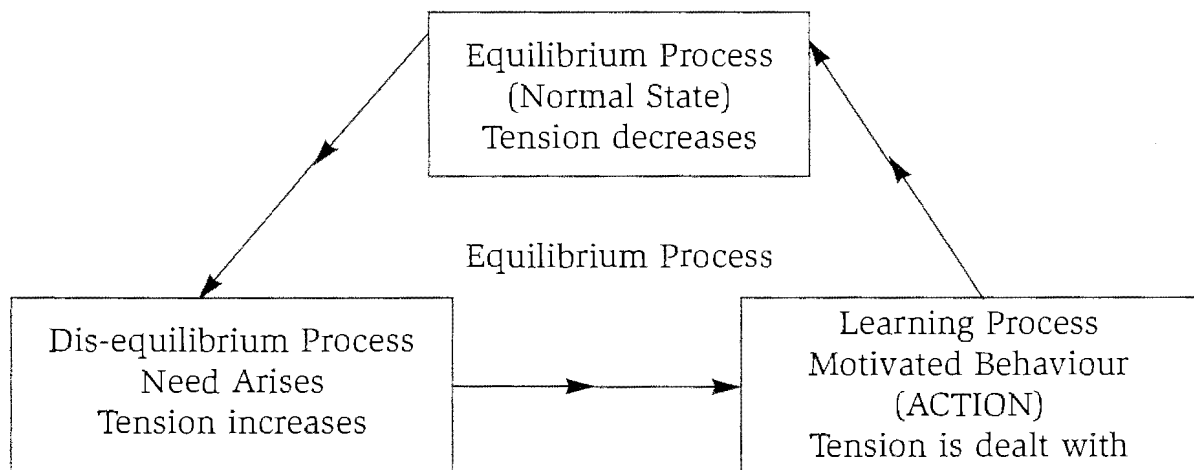 Equilibrium Process
(Normal State)
Tension decreases
Equilibrium Process
Dis-equilibrium Process
Need Arises
Tension increases
Learning Process
Motivated Behaviour
(ACTION)
Tension is dealt with